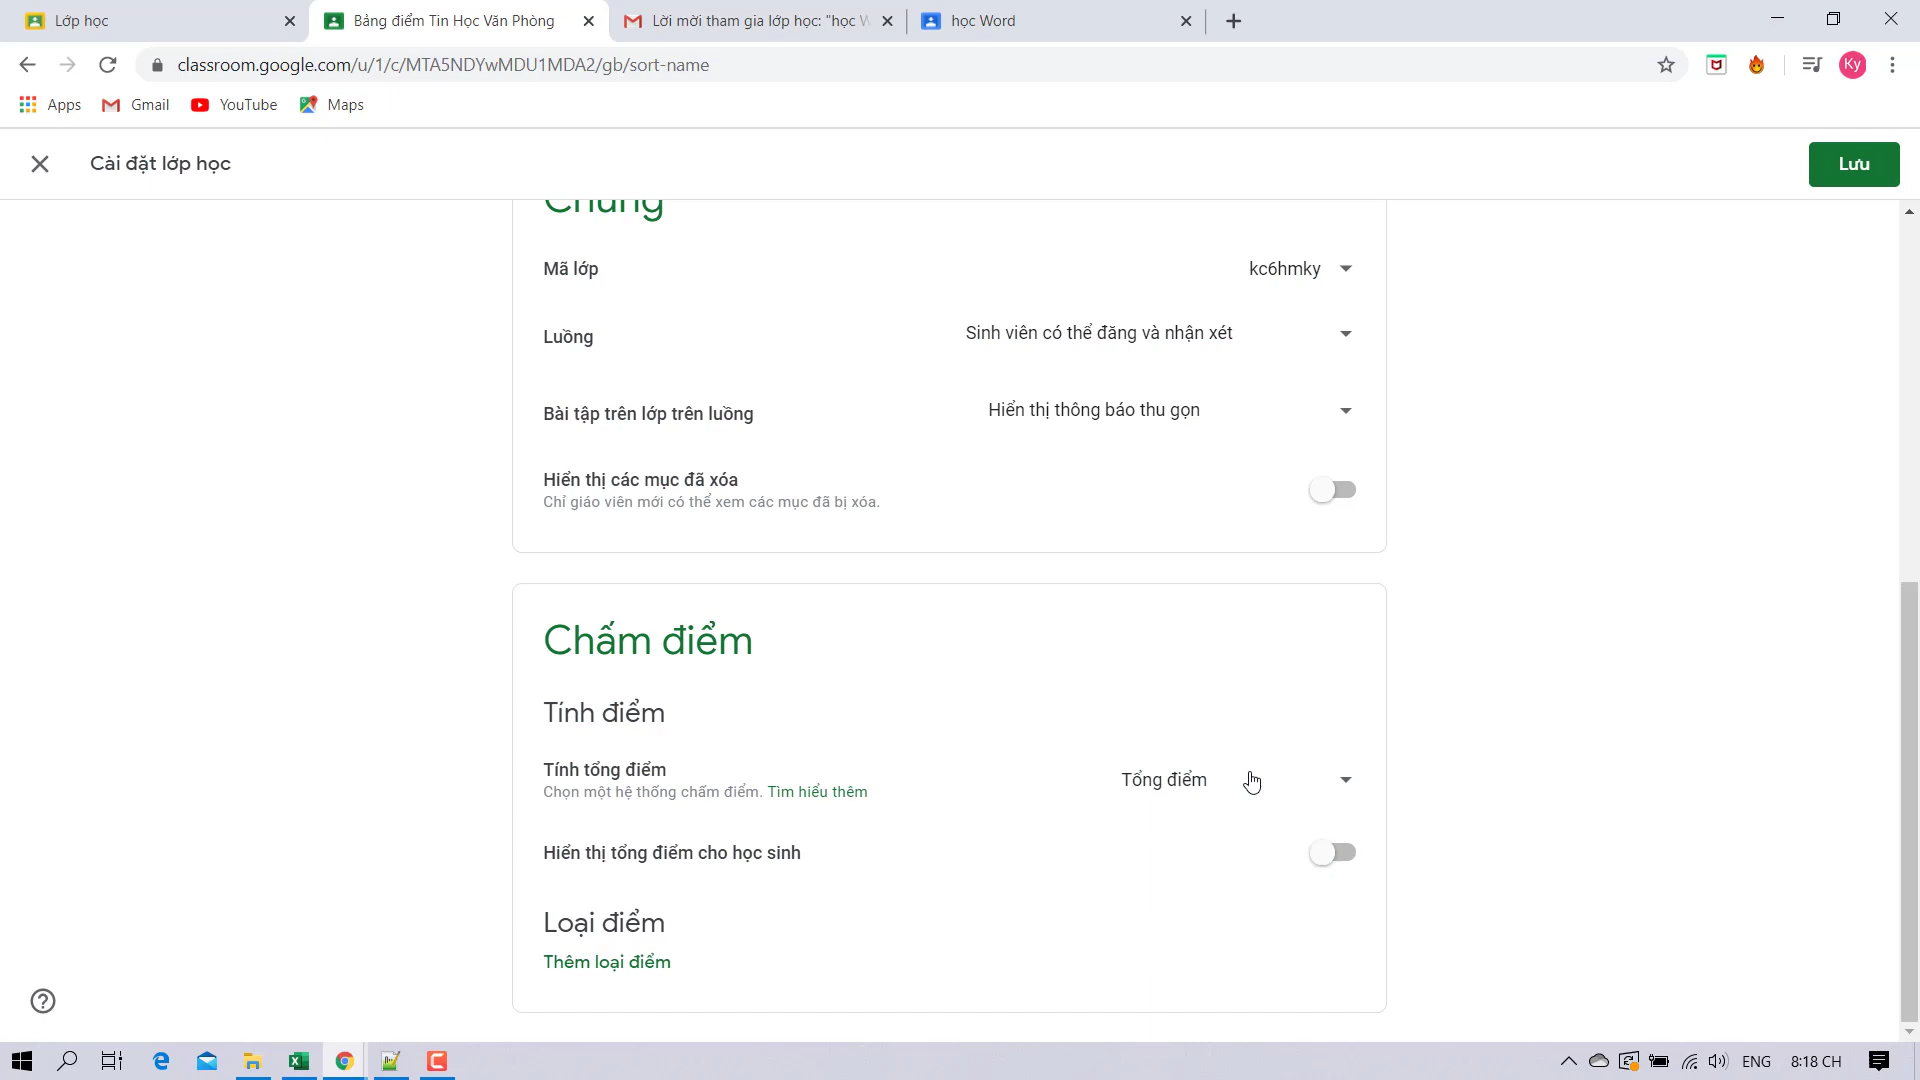 Lớp học
Bảng điểm Tin Học Văn Phòng
Lời mời tham gia lớp học: "học W
học Word
classroom.google.com/u/1/c/MTA5NDYwMDU1MDA2/gb/sort-name
Ky
Apps
Gmail
YouTube
Maps
Cài đặt lớp học
Lưu
Chung
Mã lớp
kc6hmky
Luồng
Sinh viên có thể đăng và nhận xét
Bài tập trên lớp trên luồng
Hiển thị thông báo thu gọn
Hiển thị các mục đã xóa
Chỉ giáo viên mới có thể xem các mục đã bị xóa.
Chấm điểm
Tính điểm
Tính tổng điểm
Chọn một hệ thống chấm điểm. Tìm hiểu thêm
Tổng điểm
Hiển thị tổng điểm cho học sinh
Loại điểm
Thêm loại điểm
ENG
8:18 CH